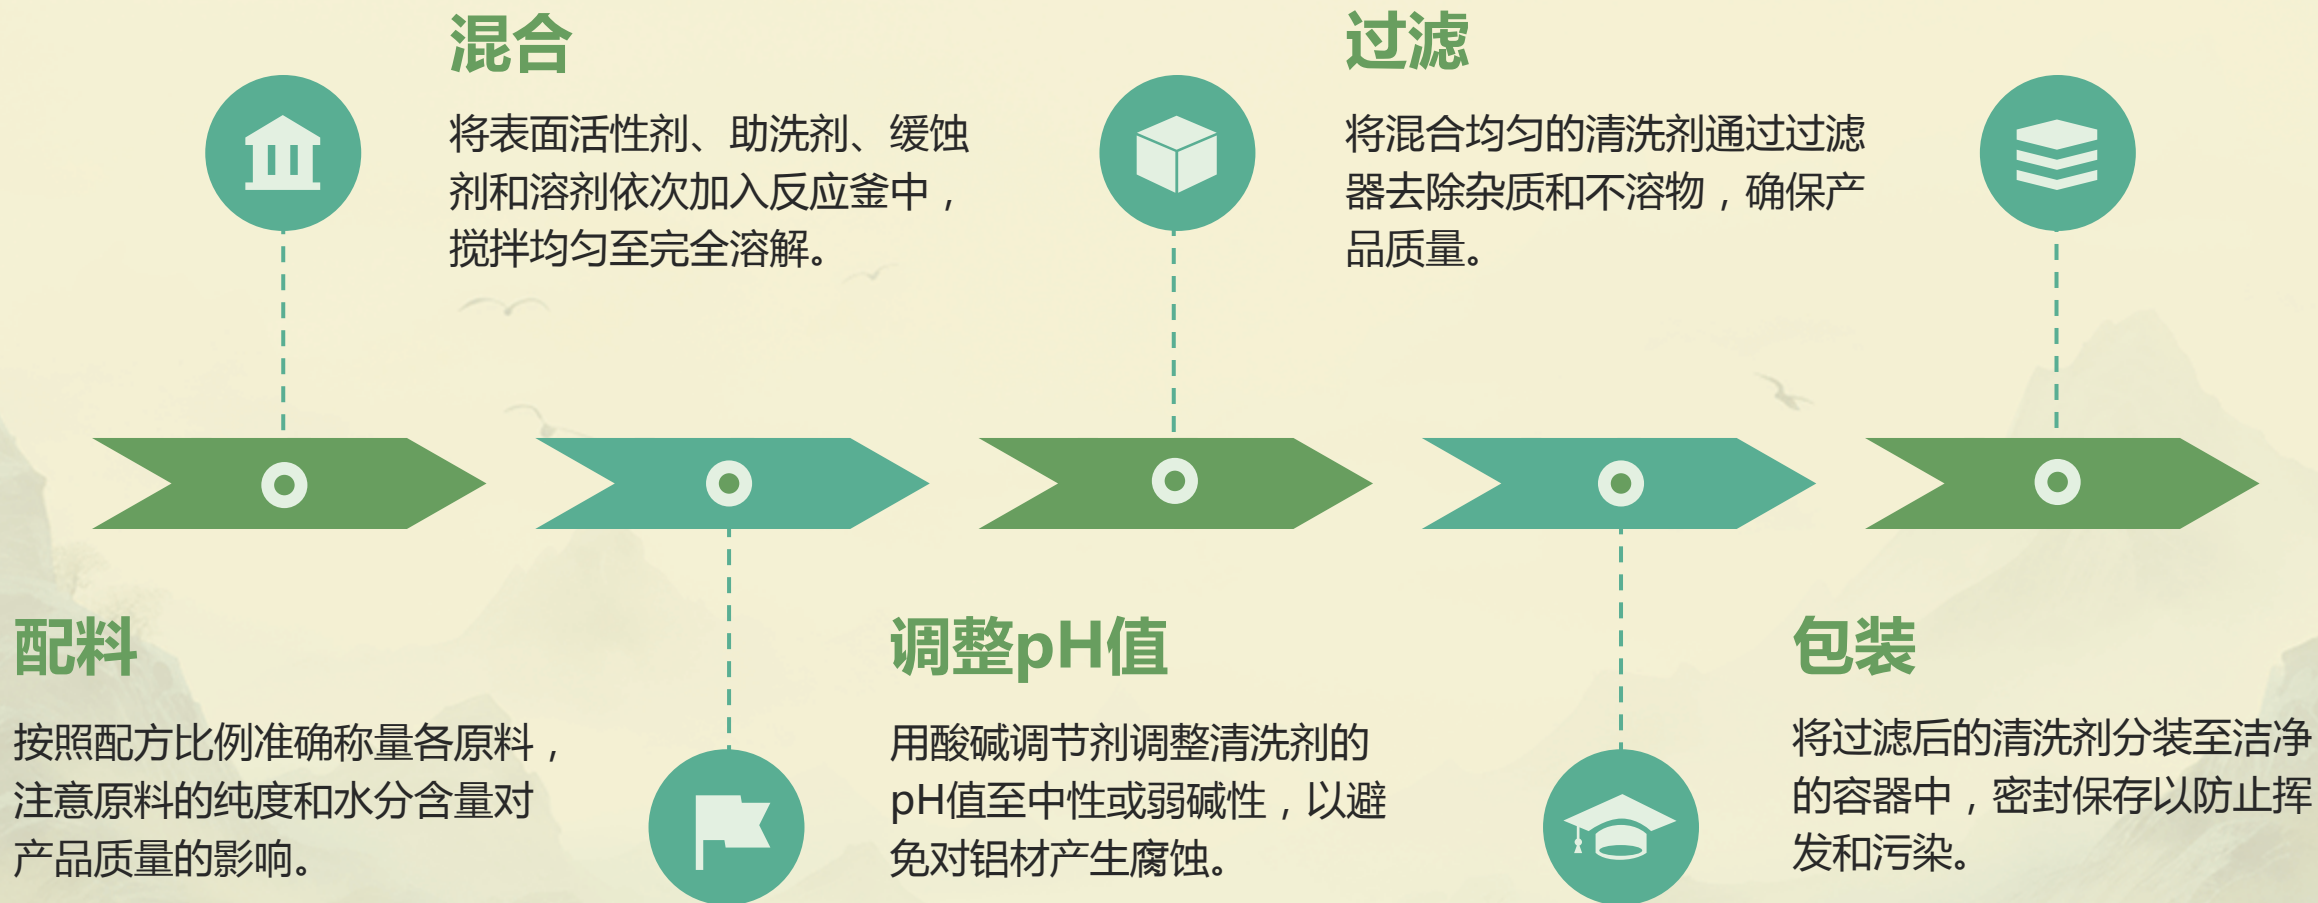 混合
将表面活性剂、助洗剂、缓蚀
剂和溶剂依次加入反应釜中，
搅拌均匀至完全溶解。
过滤
将混合均匀的清洗剂通过过滤
器去除杂质和不溶物，确保产
品质量。
配料
按照配方比例准确称量各原料，
注意原料的纯度和水分含量对
产品质量的影响。
调整pH值
用酸碱调节剂调整清洗剂的
pH值至中性或弱碱性，以避
免对铝材产生腐蚀。
包装
将过滤后的清洗剂分装至洁净
的容器中，密封保存以防止挥
发和污染。